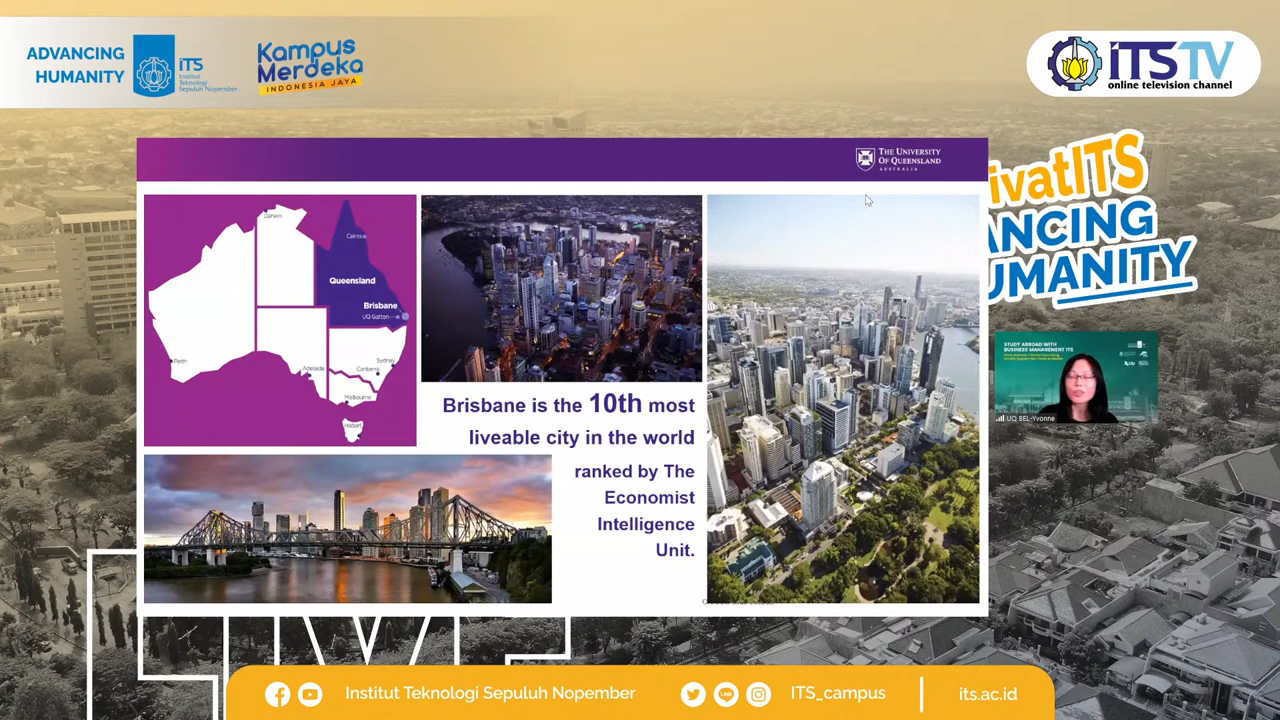 ADVANCING
HUMANITY
iTS
Institut
Teknologi
Sepuluh Nopember
Kampus
Merdeka
INDONESIA JAYA
iTSTV
online television channel
THE UNIVERSITY
OF QUEENSLAND
AUSTRALIA
ivatITS
ANCING
UMANITY
Darwin
Cairns
Queensland
Brisbane
UQ Gatton
Perth
Adelaide
Sydney
Canberra
Melbourne
Hobart
Brisbane is the 10th most
liveable city in the world
ranked by The
Economist
Intelligence
Unit.
STUDY ABROAD WITH
BUSINESS MANAGEMENT ITS
UQ BEL-Yvonne
LIVE
Institut Teknologi Sepuluh Nopember
ITS_campus
its.ac.id